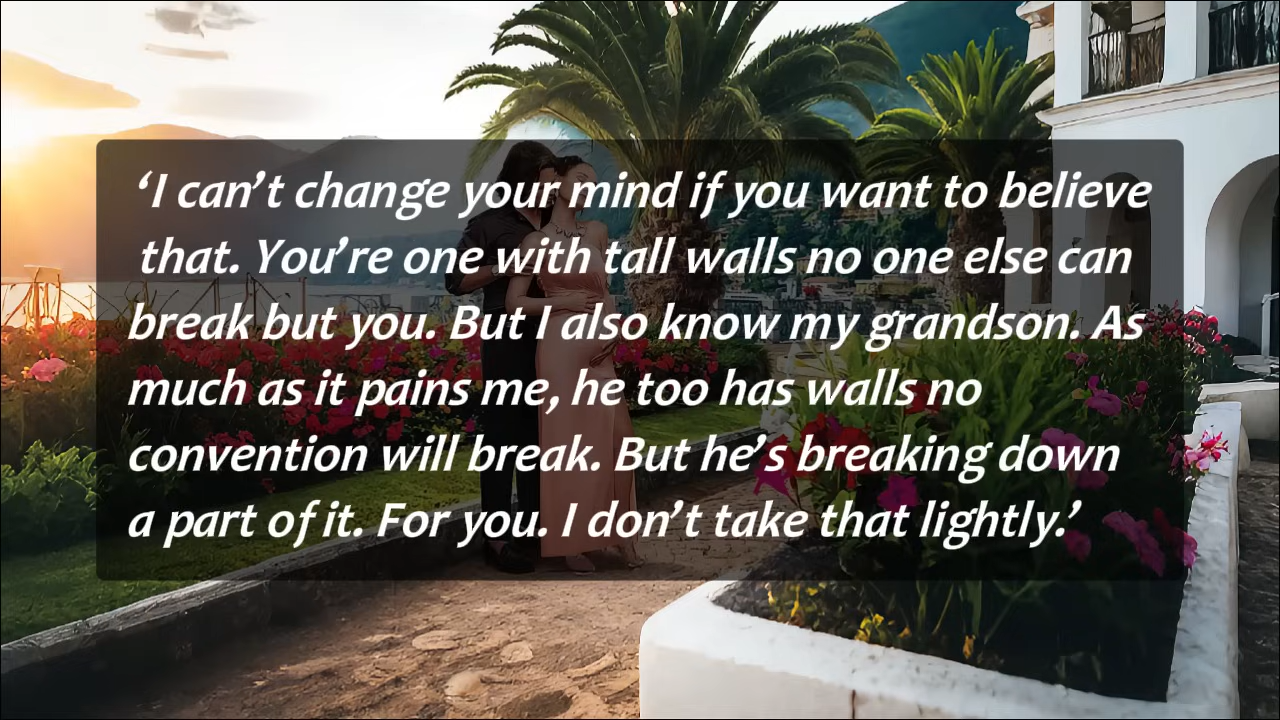 ‘I can’t change your mind if you want to believe
that. You’re one with tall walls no one else can
break but you. But I also know my grandson. As
much as it pains me, he too has walls no
convention will break. But he’s breaking down
a part of it. For you. I don’t take that lightly.’